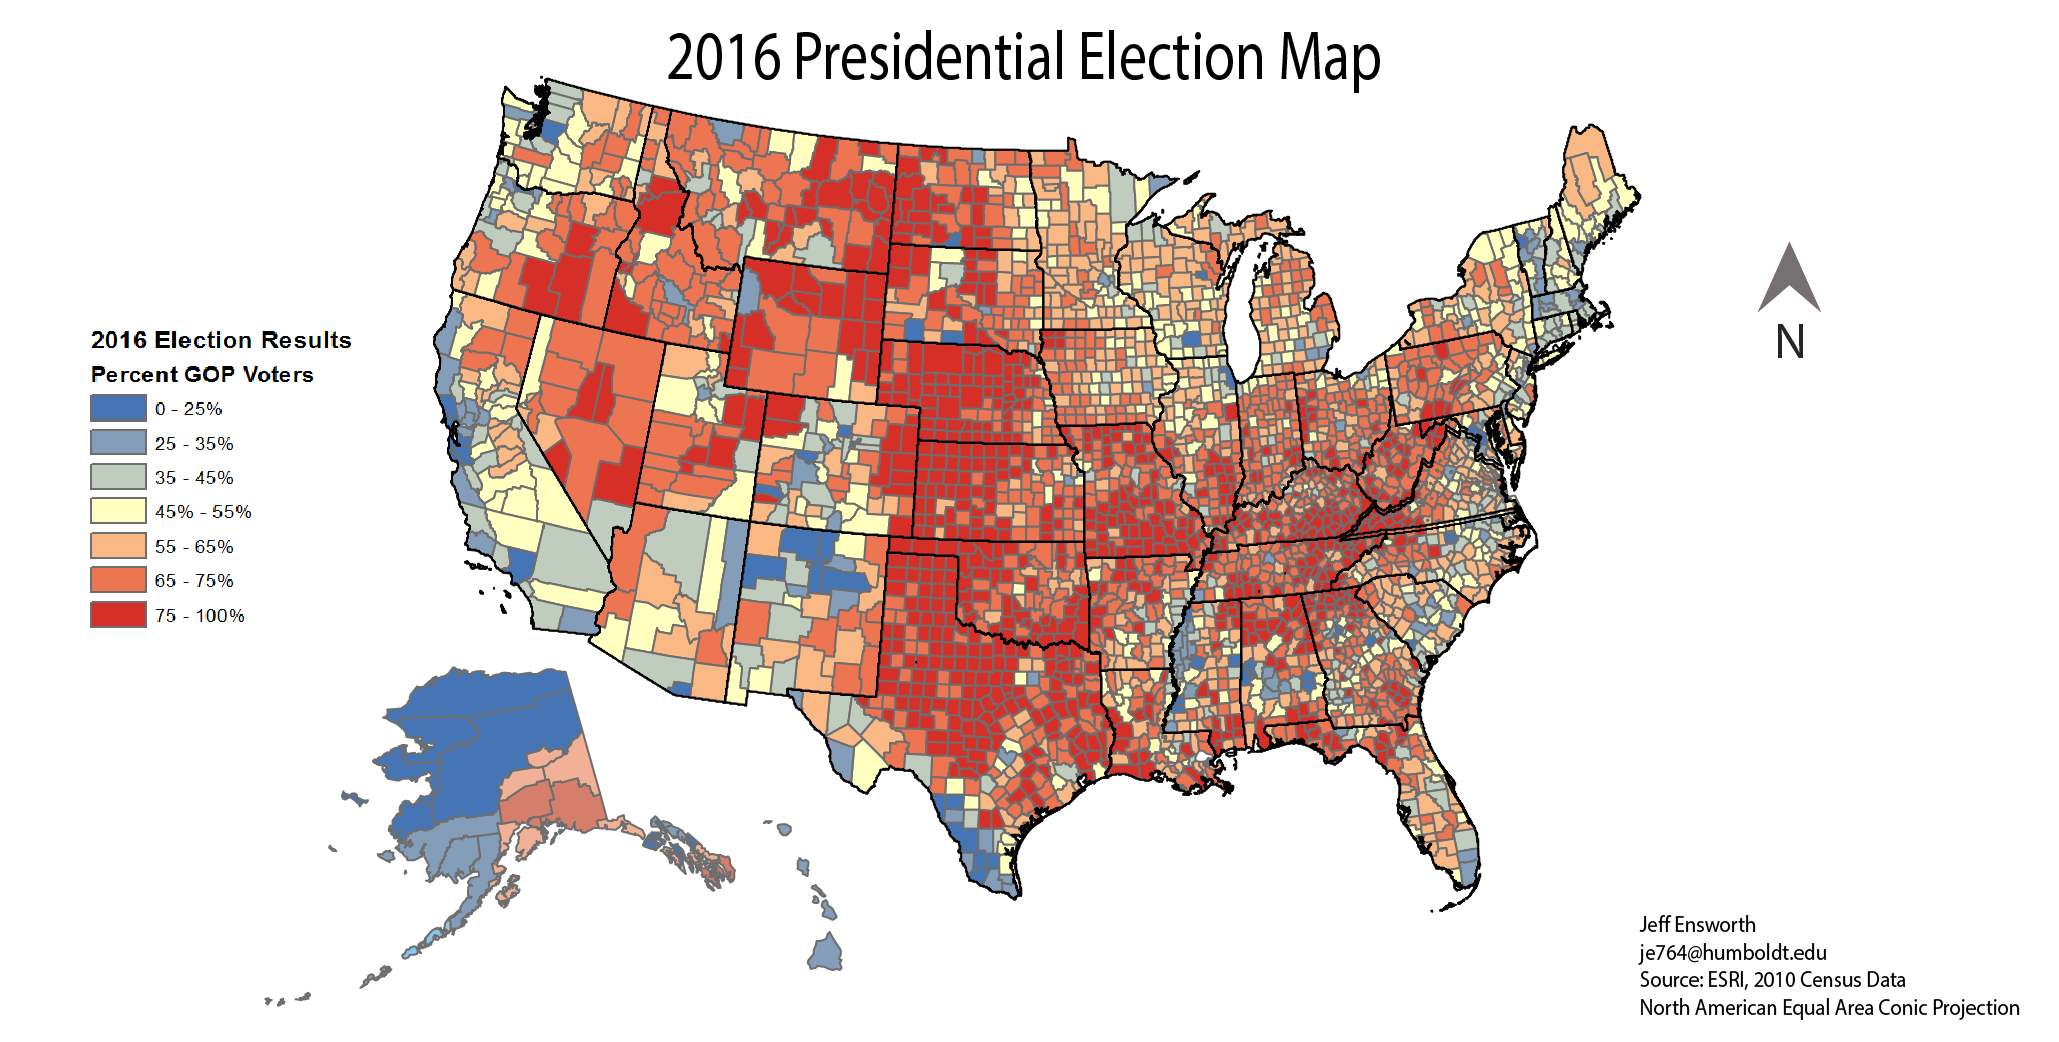 2016 Presidential Election Map
N
2016 Election Results
Percent GOP Voters
0 - 25%
25 - 35%
35 - 45%
45% - 55%
55 - 65%
65 - 75%
75 - 100%
Jeff Ensworth
je764@humboldt.edu
Source: ESRI, 2010 Census Data
North American Equal Area Conic Projection